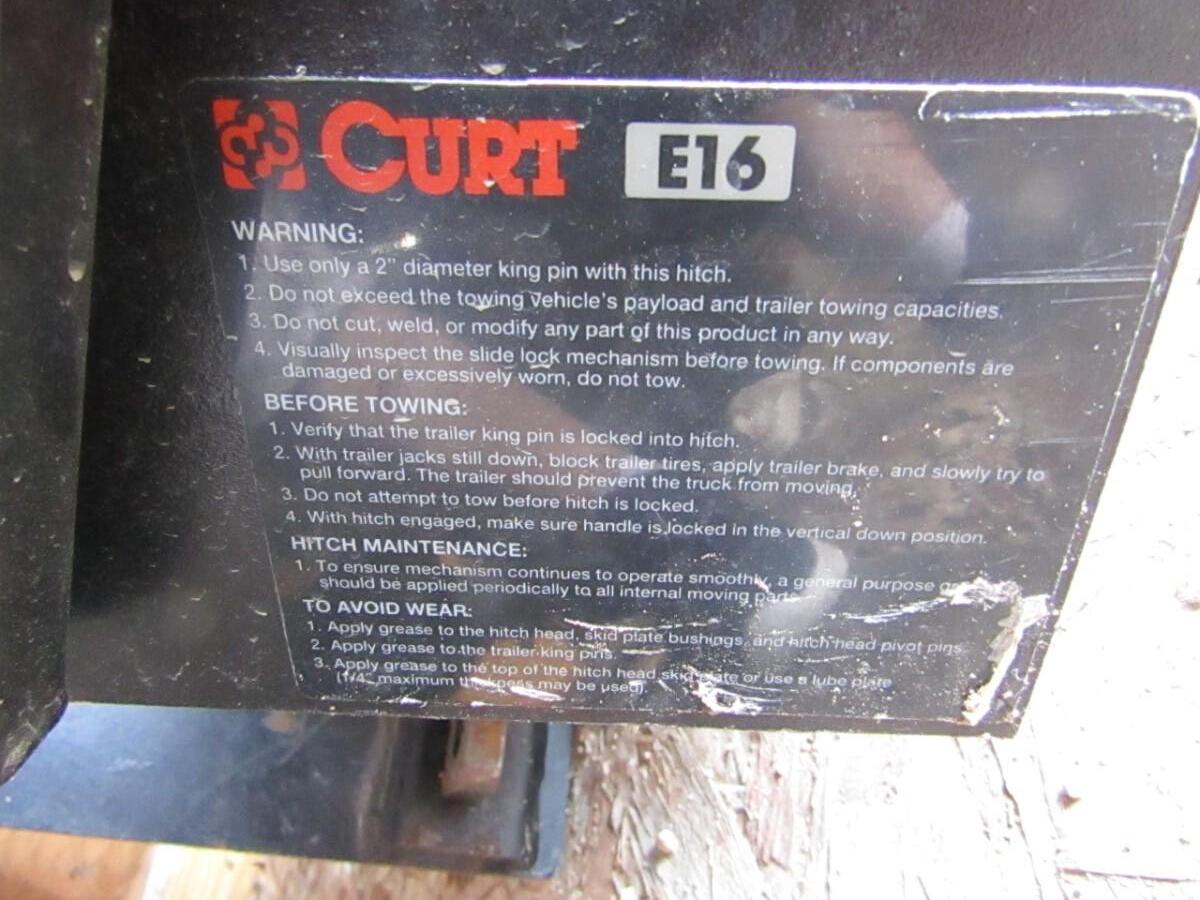 CURT E16
WARNING:
1. Use only a 2" diameter king pin with this hitch.
2. Do not exceed the towing vehicle's payload and trailer towing capacities.
3. Do not cut, weld, or modify any part of this product in any way.
4. Visually inspect the slide lock mechanism before towing. If components are
damaged or excessively worn, do not tow.
BEFORE TOWING:
1. Verify that the trailer king pin is locked into hitch.
2. With trailer jacks still down, block trailer tires, apply trailer brake, and slowly try to
pull forward. The trailer should prevent the truck from moving.
3. Do not attempt to tow before hitch is locked.
4. With hitch engaged, make sure handle is locked in the vertical down position.
HITCH MAINTENANCE:
1. To ensure mechanism continues to operate smoothly, a general purpose
should be applied periodically to all internal moving parts.
TO AVOID WEAR:
1. Apply grease to the hitch head, skid plate bushings, and hitch head pivot pins.
2. Apply grease to the trailer king pins.
3. Apply grease to the top of the hitch head skid plate or use a lube plate
(1/4" maximum thickness may be used).